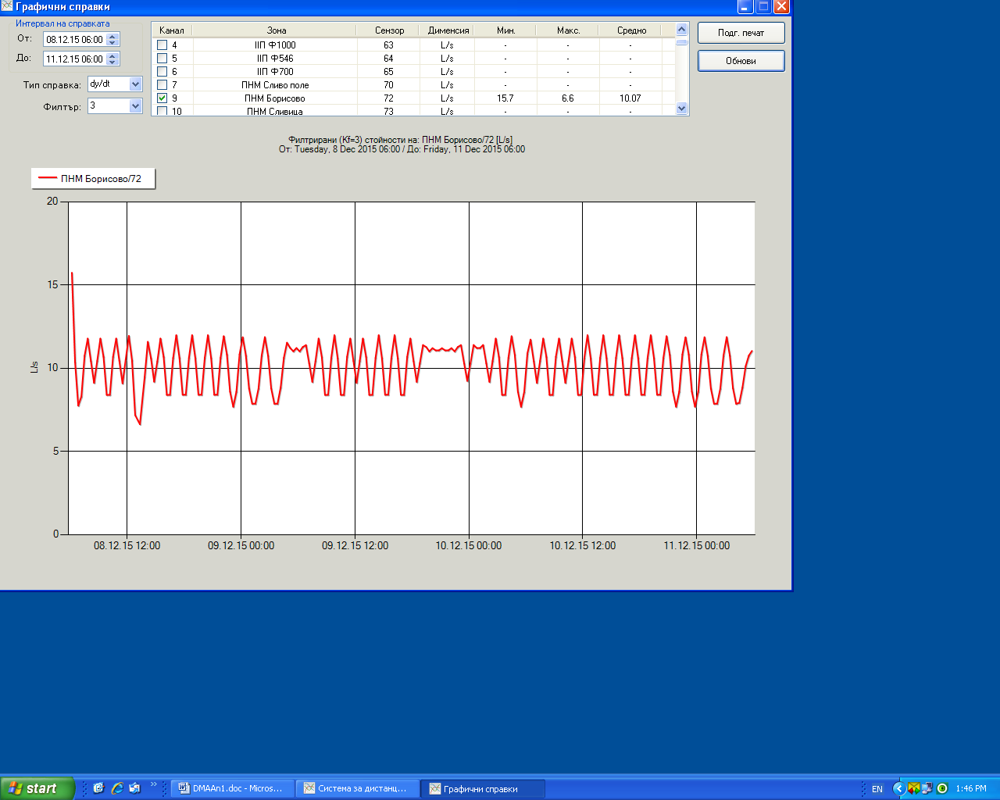 Графични справки
Интервал на справката
От: 08.12.15 06:00
До: 11.12.15 06:00
Тип справка: dy/dt
Филтър: 3
Канал Зона Сензор Дименсия Мин. Макс. Средно
4 IIП Ф1000 63 L/s - - -
5 IIП Ф546 64 L/s - - -
6 IIП Ф700 65 L/s - - -
7 ПНМ Сливо поле 70 L/s - - -
9 ПНМ Борисово 72 L/s 15.7 6.6 10.07
10 ПНМ Сливица 73 L/s - - -
Подг. печат
Обнови
Филтрирани (Kf=3) стойности на: ПНМ Борисово/72 [L/s]
От: Tuesday, 8 Dec 2015 06:00 / До: Friday, 11 Dec 2015 06:00
ПНМ Борисово/72
20
15
10
5
0
L/s
08.12.15 12:00 09.12.15 00:00 09.12.15 12:00 10.12.15 00:00 10.12.15 12:00 11.12.15 00:00
start
DMAAn1.doc - Micros...
Система за дистанц...
Графични справки
EN
1:46 PM